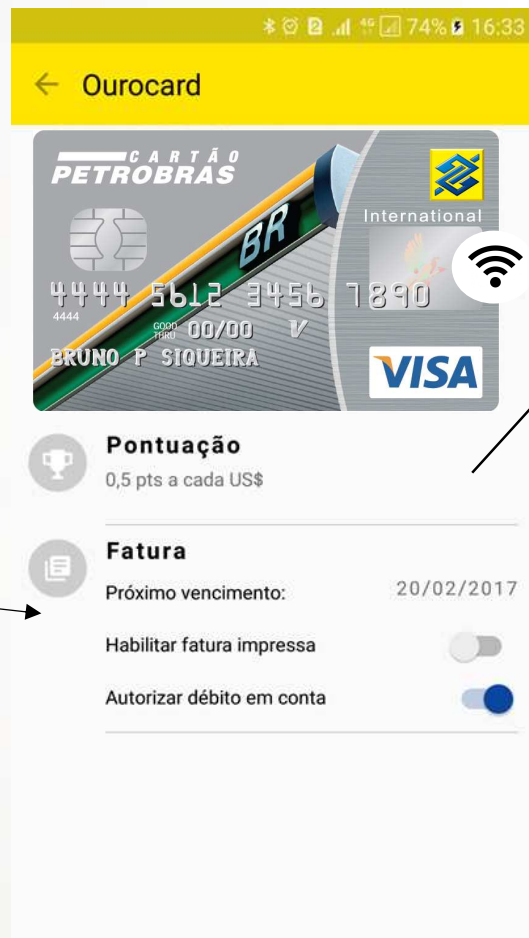 2 4G 74% 16:33
Ourocard
CARTÃO
PETROBRAS
BR
International
4444 5612 3456 7890
4444
GOOD THRU 00/00 V
BRUNO P SIQUEIRA
VISA
Pontuação
0,5 pts a cada US$
Fatura
Próximo vencimento: 20/02/2017
Habilitar fatura impressa
Autorizar débito em conta